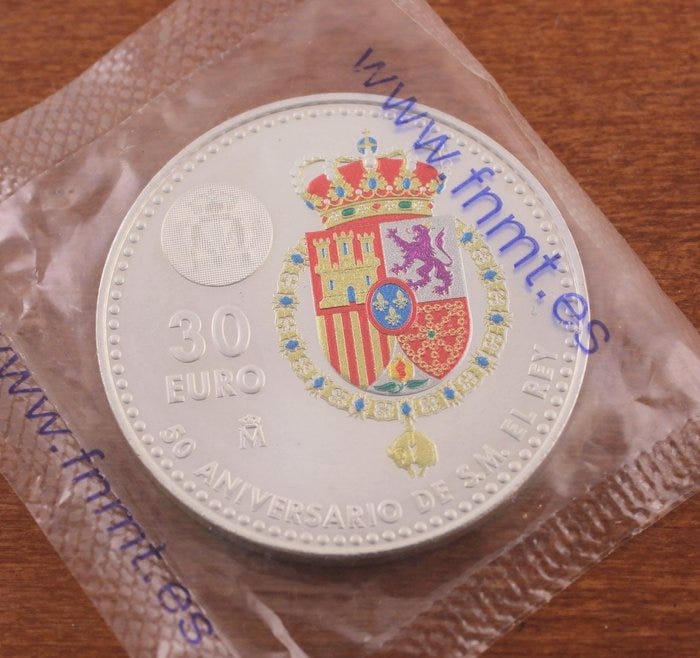 www.fnmt.es
30
EURO
M
50 ANIVERSARIO DE S.M. EL REY
www.fnmt.es